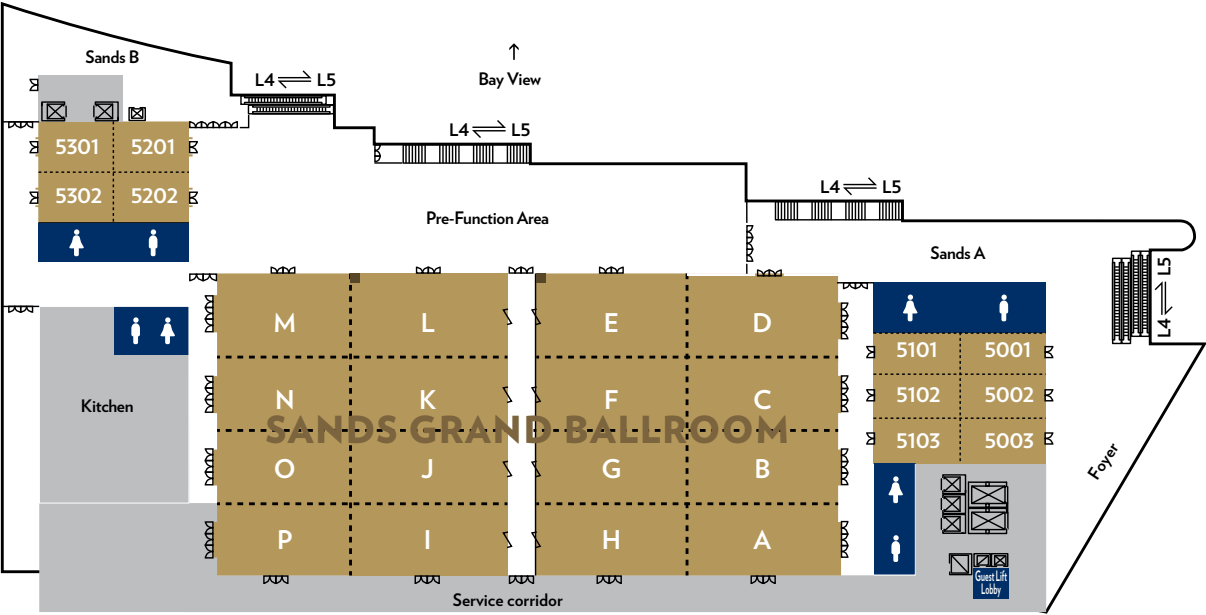 Sands B
Bay View
L4 L5
L4 L5
L4 L5
5301 5201
5302 5202
Pre-Function Area
Sands A
L4 L5
M L E D
5101 5001
N K F C
5102 5002
Kitchen
SANDS GRAND BALLROOM
5103 5003
O J G B
Foyer
P I H A
Guest Lift
Lobby
Service corridor